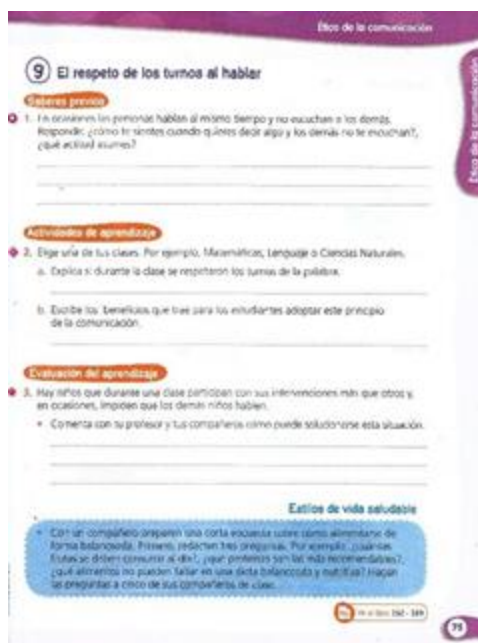 Ética de la comunicación
9 El respeto de los turnos al hablar
Saberes previos
1. En ocasiones las personas hablan al mismo tiempo y no escuchan a los demás.
Responde: ¿cómo te sientes cuando quieres decir algo y los demás no te escuchan?,
¿qué actitud asumes?
Actividades de aprendizaje
2. Elige una de tus clases. Por ejemplo, Matemáticas, Lenguaje o Ciencias Naturales.
a. Explica si durante la clase se respetaron los turnos de la palabra.
b. Escribe los beneficios que trae para los estudiantes adoptar este principio
de la comunicación.
Evaluación del aprendizaje
3. Hay niños que durante una clase participan con sus intervenciones más que otros y,
en ocasiones, impiden que los demás niños hablen.
• Comenta con tu profesor y tus compañeros cómo puede solucionarse esta situación.
Estilos de vida saludable
• Con un compañero preparen una corta encuesta sobre cómo alimentarse de
forma balanceada. Primero, redacten tres preguntas. Por ejemplo: ¿cuántas
frutas se deben consumir al día?, ¿qué proteínas son las más recomendables?,
¿qué alimentos no pueden faltar en una dieta balanceada y nutritiva? Hagan
las preguntas a cinco de sus compañeros de clase.
75
Ética de la comunicación